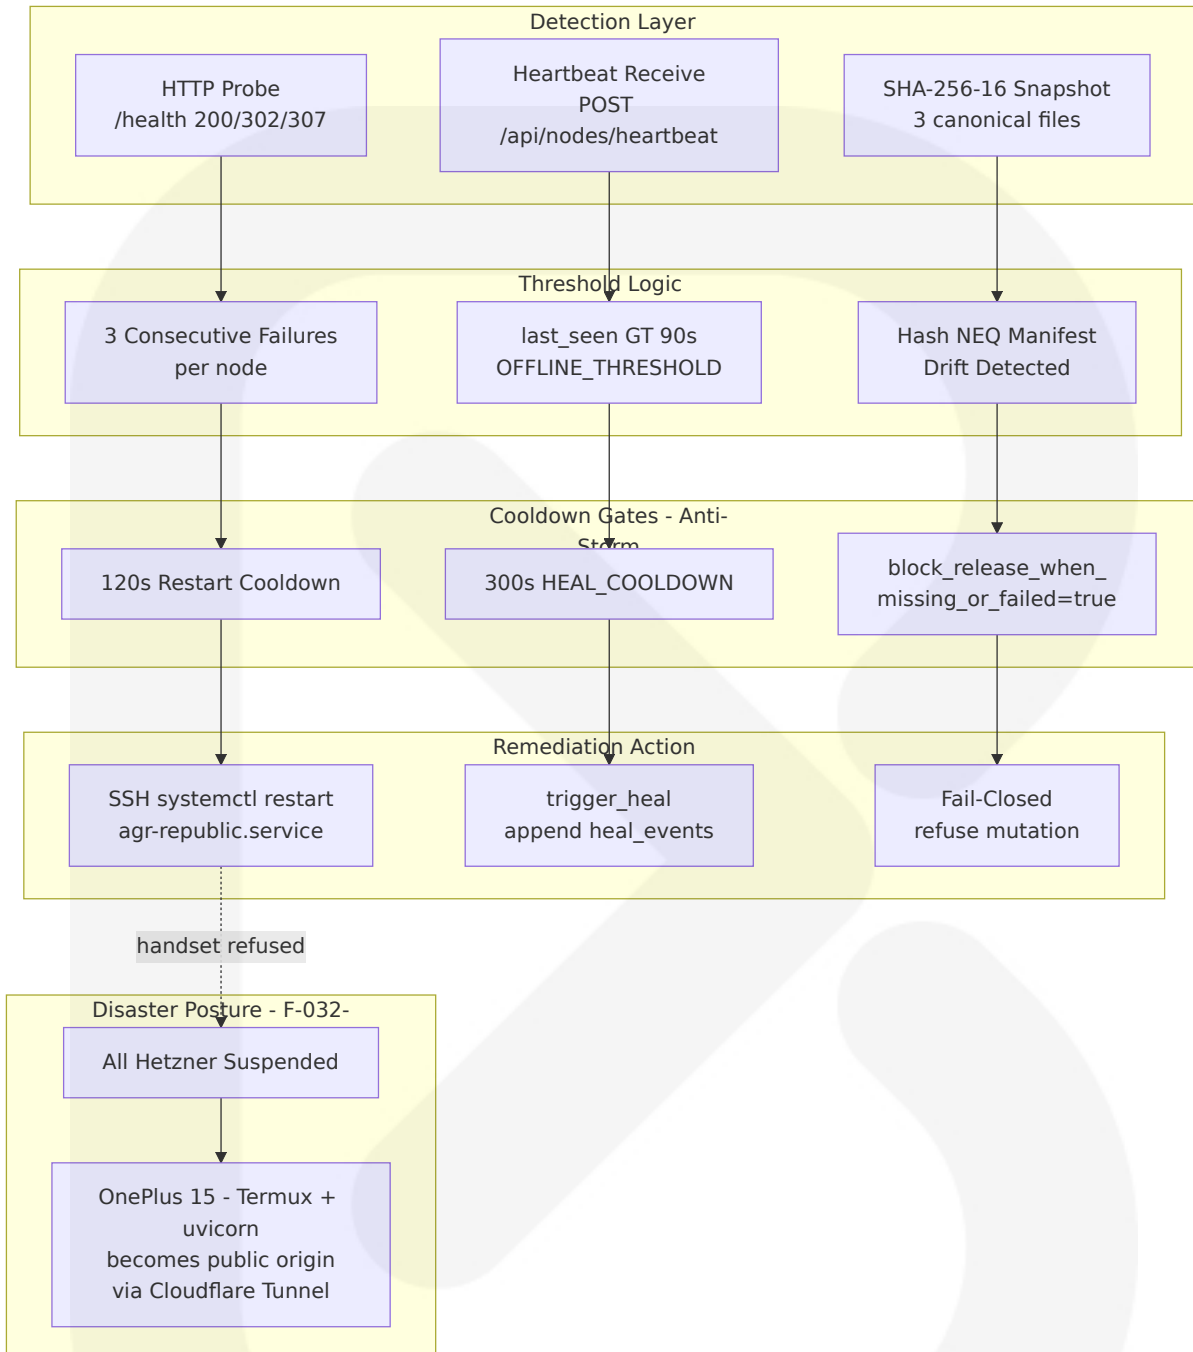 Detection Layer
HTTP Probe
/health 200/302/307
Heartbeat Receive
POST
/api/nodes/heartbeat
SHA-256-16 Snapshot
3 canonical files
Threshold Logic
3 Consecutive Failures
per node
last_seen GT 90s
OFFLINE_THRESHOLD
Hash NEQ Manifest
Drift Detected
Cooldown Gates - Anti-
Storm
120s Restart Cooldown
300s HEAL_COOLDOWN
block_release_when_
missing_or_failed=true
Remediation Action
SSH systemctl restart
agr-republic.service
trigger_heal
append heal_events
Fail-Closed
refuse mutation
handset refused
Disaster Posture - F-032-
All Hetzner Suspended
OnePlus 15 - Termux +
uvicorn
becomes public origin
via Cloudflare Tunnel